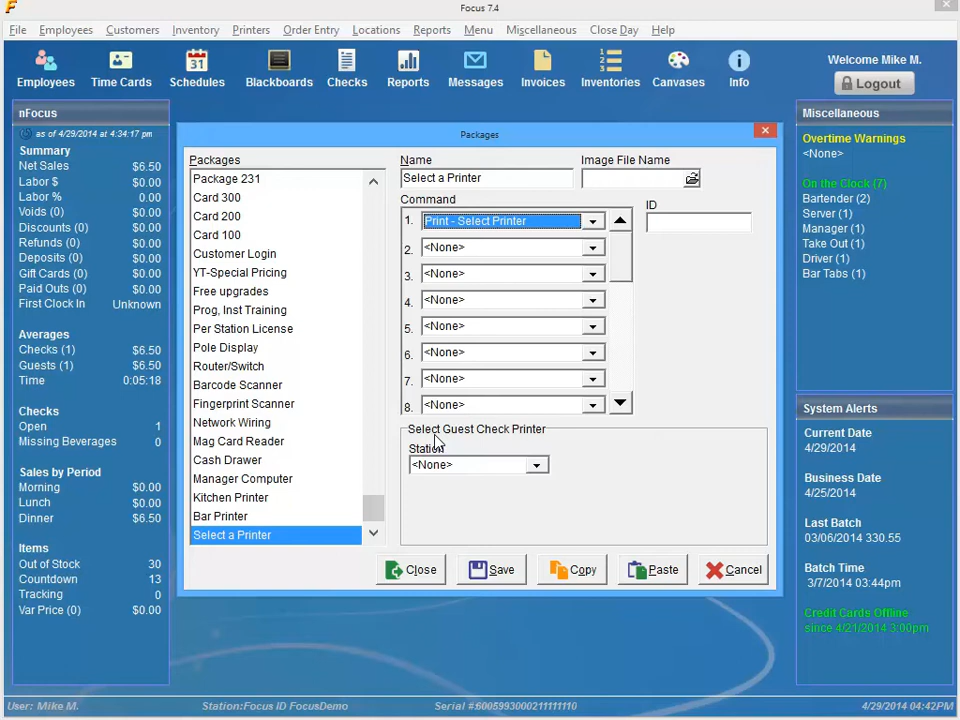 Focus 7.4
File Employees Customers Inventory Printers Order Entry Locations Reports Menu Miscellaneous Close Day Help
Employees Time Cards Schedules Blackboards Checks Reports Messages Invoices Inventories Canvases Info
Welcome Mike M.
Logout
nFocus
as of 4/29/2014 at 4:34:17 pm
Summary
Net Sales $6.50
Labor $ $0.00
Labor % 0.00
Voids (0) $0.00
Discounts (0) $0.00
Refunds (0) $0.00
Deposits (0) $0.00
Gift Cards (0) $0.00
Paid Outs (0) $0.00
First Clock In Unknown
Averages
Checks (1) $6.50
Guests (1) $6.50
Time 0:05:18
Checks
Open 1
Missing Beverages 0
Sales by Period
Morning $0.00
Lunch $0.00
Dinner $6.50
Items
Out of Stock 30
Countdown 13
Tracking 0
Var Price (0) $0.00
Packages
Packages
Package 231
Card 300
Card 200
Card 100
Customer Login
YT-Special Pricing
Free upgrades
Prog, Inst Training
Per Station License
Pole Display
Router/Switch
Barcode Scanner
Fingerprint Scanner
Network Wiring
Mag Card Reader
Cash Drawer
Manager Computer
Kitchen Printer
Bar Printer
Select a Printer
Name
Select a Printer
Image File Name
Command
ID
1. Print - Select Printer
2. <None>
3. <None>
4. <None>
5. <None>
6. <None>
7. <None>
8. <None>
Select Guest Check Printer
Station
<None>
Close Save Copy Paste Cancel
Miscellaneous
Overtime Warnings
<None>
On the Clock (7)
Bartender (2)
Server (1)
Manager (1)
Take Out (1)
Driver (1)
Bar Tabs (1)
System Alerts
Current Date
4/29/2014
Business Date
4/25/2014
Last Batch
03/06/2014 330.55
Batch Time
3/7/2014 03:44pm
Credit Cards Offline
since 4/21/2014 3:00pm
User: Mike M. Station:Focus ID FocusDemo Serial #:6005993000211111110 4/29/2014 04:42PM